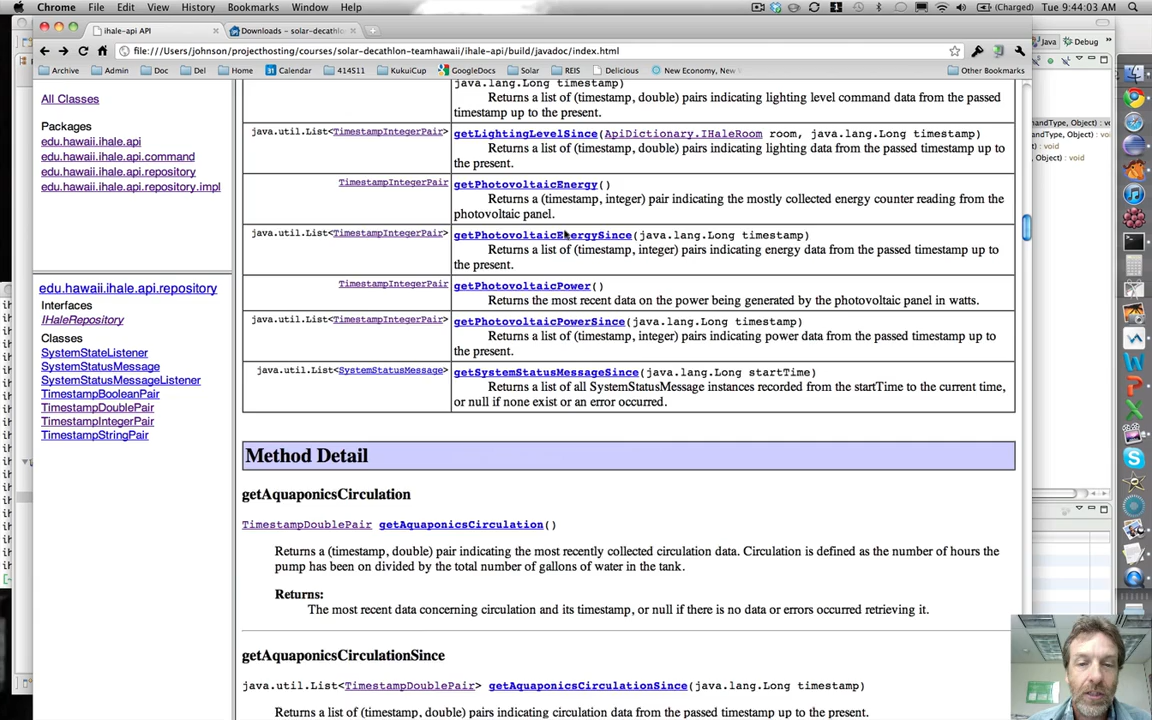 Chrome File Edit View History Bookmarks Window Help (Charged) Tue 9:44:03 AM
ihale-api API Downloads - solar-decathlo
file:///Users/johnson/projecthosting/courses/solar-decathlon-teamhawaii/ihale-api/build/javadoc/index.html
Java Debug
Archive Admin Doc Del Home Calendar 414S11 KukuiCup GoogleDocs Solar REIS Delicious New Economy, New Other Bookmarks
All Classes
Packages
edu.hawaii.ihale.api
edu.hawaii.ihale.api.command
edu.hawaii.ihale.api.repository
edu.hawaii.ihale.api.repository.impl
edu.hawaii.ihale.api.repository
Interfaces
IHaleRepository
Classes
SystemStateListener
SystemStatusMessage
SystemStatusMessageListener
TimestampBooleanPair
TimestampDoublePair
TimestampIntegerPair
TimestampStringPair
java.lang.Long timestamp)
Returns a list of (timestamp, double) pairs indicating lighting level command data from the passed
timestamp up to the present.
java.util.List<TimestampIntegerPair> getLightingLevelSince(ApiDictionary.IHaleRoom room, java.lang.Long timestamp)
Returns a list of (timestamp, double) pairs indicating lighting data from the passed timestamp up to
the present.
TimestampIntegerPair getPhotovoltaicEnergy()
Returns a (timestamp, integer) pair indicating the mostly collected energy counter reading from the
photovoltaic panel.
java.util.List<TimestampIntegerPair> getPhotovoltaicEnergySince(java.lang.Long timestamp)
Returns a list of (timestamp, integer) pairs indicating energy data from the passed timestamp up to
the present.
TimestampIntegerPair getPhotovoltaicPower()
Returns the most recent data on the power being generated by the photovoltaic panel in watts.
java.util.List<TimestampIntegerPair> getPhotovoltaicPowerSince(java.lang.Long timestamp)
Returns a list of (timestamp, integer) pairs indicating power data from the passed timestamp up to
the present.
java.util.List<SystemStatusMessage> getSystemStatusMessageSince(java.lang.Long startTime)
Returns a list of all SystemStatusMessage instances recorded from the startTime to the current time,
or null if none exist or an error occurred.
Method Detail
getAquaponicsCirculation
TimestampDoublePair getAquaponicsCirculation()
Returns a (timestamp, double) pair indicating the most recently collected circulation data. Circulation is defined as the number of hours the
pump has been on divided by the total number of gallons of water in the tank.
Returns:
The most recent data concerning circulation and its timestamp, or null if there is no data or errors occurred retrieving it.
getAquaponicsCirculationSince
java.util.List<TimestampDoublePair> getAquaponicsCirculationSince(java.lang.Long timestamp)
Returns a list of (timestamp, double) pairs indicating circulation data from the passed timestamp up to the present.
mandType, Object) : void
Type, Object) : void
) : void
Object) : void